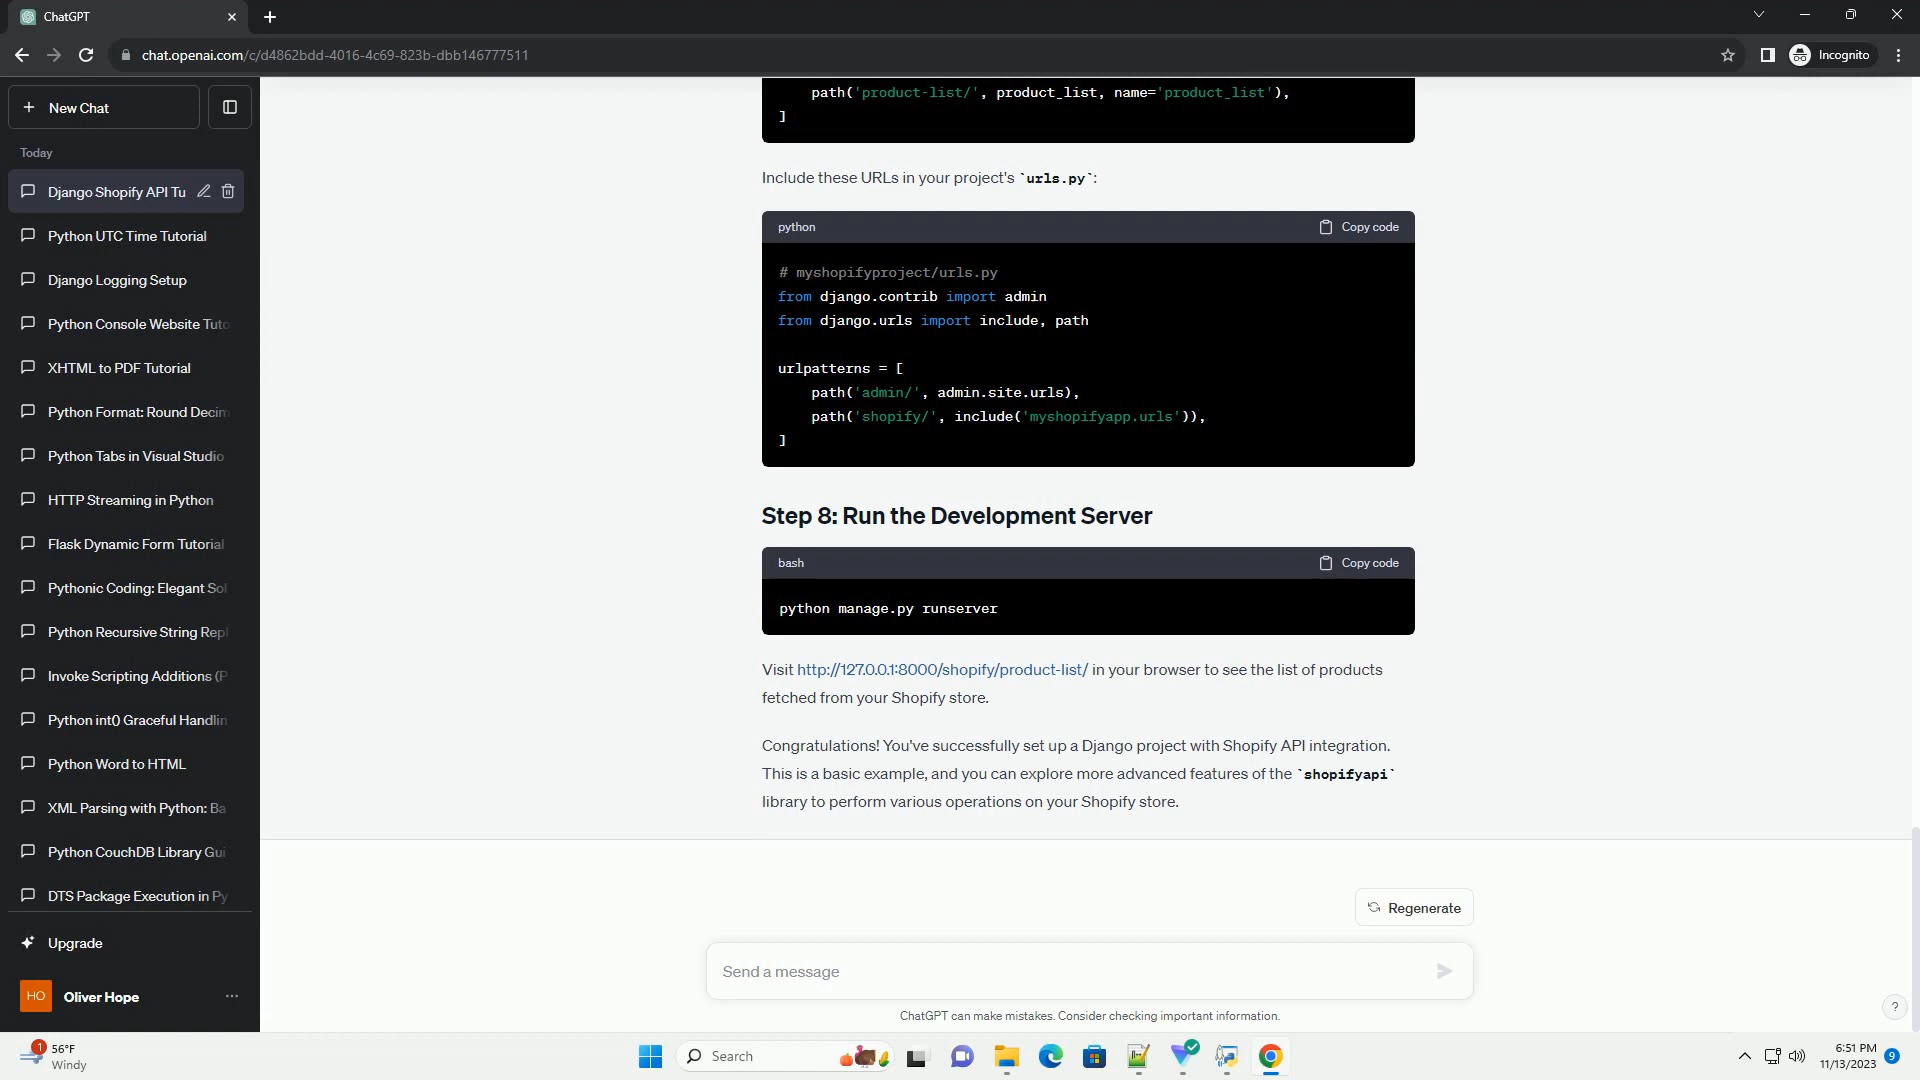 ChatGPT
chat.openai.com/c/d4862bdd-4016-4c69-823b-dbb146777511
Incognito
New Chat
Today
Django Shopify API Tu
Python UTC Time Tutorial
Django Logging Setup
Python Console Website Tuto
XHTML to PDF Tutorial
Python Format: Round Decim
Python Tabs in Visual Studio
HTTP Streaming in Python
Flask Dynamic Form Tutorial
Pythonic Coding: Elegant Sol
Python Recursive String Repl
Invoke Scripting Additions (P
Python int() Graceful Handlin
Python Word to HTML
XML Parsing with Python: Ba
Python CouchDB Library Gui
DTS Package Execution in Py
Upgrade
HO Oliver Hope
path('product-list/', product_list, name='product_list'),
]
Include these URLs in your project's `urls.py`:
python Copy code
# myshopifyproject/urls.py
from django.contrib import admin
from django.urls import include, path
urlpatterns = [
path('admin/', admin.site.urls),
path('shopify/', include('myshopifyapp.urls')),
]
Step 8: Run the Development Server
bash Copy code
python manage.py runserver
Visit http://127.0.0.1:8000/shopify/product-list/ in your browser to see the list of products
fetched from your Shopify store.
Congratulations! You've successfully set up a Django project with Shopify API integration.
This is a basic example, and you can explore more advanced features of the `shopifyapi`
library to perform various operations on your Shopify store.
Regenerate
Send a message
ChatGPT can make mistakes. Consider checking important information.
?
1
56°F
Windy
Search
6:51 PM
11/13/2023
9